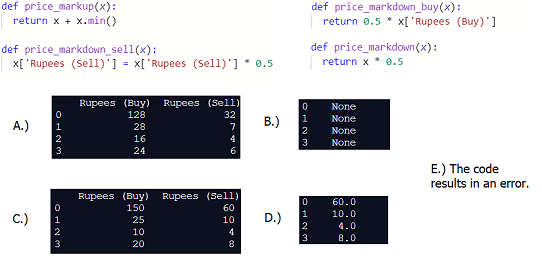 def price_markup(x):
  return x + x.min()
def price_markdown_buy(x):
  return 0.5 * x['Rupees (Buy)']
def price_markdown_sell(x):
  x['Rupees (Sell)'] = x['Rupees (Sell)'] * 0.5
def price_markdown(x):
  return x * 0.5
A.)
Rupees (Buy) Rupees (Sell)
0 128 32
1 28 7
2 16 4
3 24 6
B.)
0 None
1 None
2 None
3 None
C.)
Rupees (Buy) Rupees (Sell)
0 150 60
1 25 10
2 10 4
3 20 8
D.)
0 60.0
1 10.0
2 4.0
3 8.0
E.) The code
results in an error.